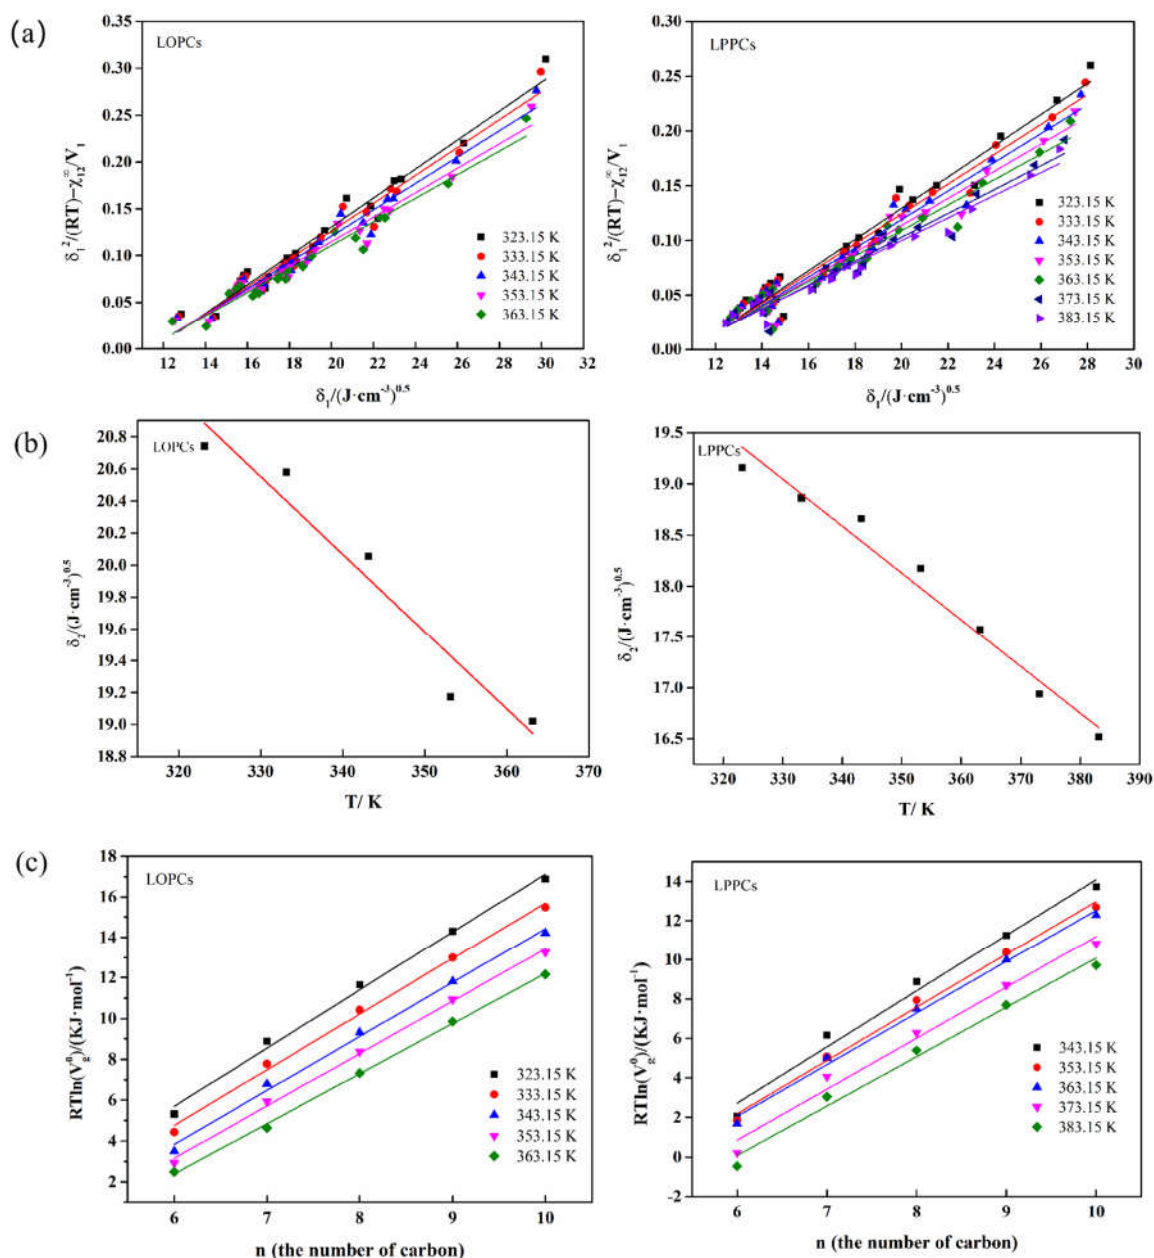 (a)
LOPCs
δ₁²/(RT)−χ₁₂^∞/V₁
0.35
0.30
0.25
0.20
0.15
0.10
0.05
0.00
323.15 K
333.15 K
343.15 K
353.15 K
363.15 K
12 14 16 18 20 22 24 26 28 30 32
δ₁/(J·cm⁻³)⁰·⁵
LPPCs
δ₁²/(RT)−χ₁₂^∞/V₁
0.30
0.25
0.20
0.15
0.10
0.05
0.00
323.15 K
333.15 K
343.15 K
353.15 K
363.15 K
373.15 K
383.15 K
12 14 16 18 20 22 24 26 28 30
δ₁/(J·cm⁻³)⁰·⁵
(b)
LOPCs
δ₂/(J·cm⁻³)⁰·⁵
20.8
20.6
20.4
20.2
20.0
19.8
19.6
19.4
19.2
19.0
18.8
320 330 340 350 360 370
T/ K
LPPCs
δ₂/(J·cm⁻³)⁰·⁵
19.5
19.0
18.5
18.0
17.5
17.0
16.5
320 330 340 350 360 370 380 390
T/ K
(c)
LOPCs
RTln(V_g⁰)/(KJ·mol⁻¹)
18
16
14
12
10
8
6
4
2
323.15 K
333.15 K
343.15 K
353.15 K
363.15 K
6 7 8 9 10
n (the number of carbon)
LPPCs
RTln(V_g⁰)/(KJ·mol⁻¹)
14
12
10
8
6
4
2
0
-2
343.15 K
353.15 K
363.15 K
373.15 K
383.15 K
6 7 8 9 10
n (the number of carbon)